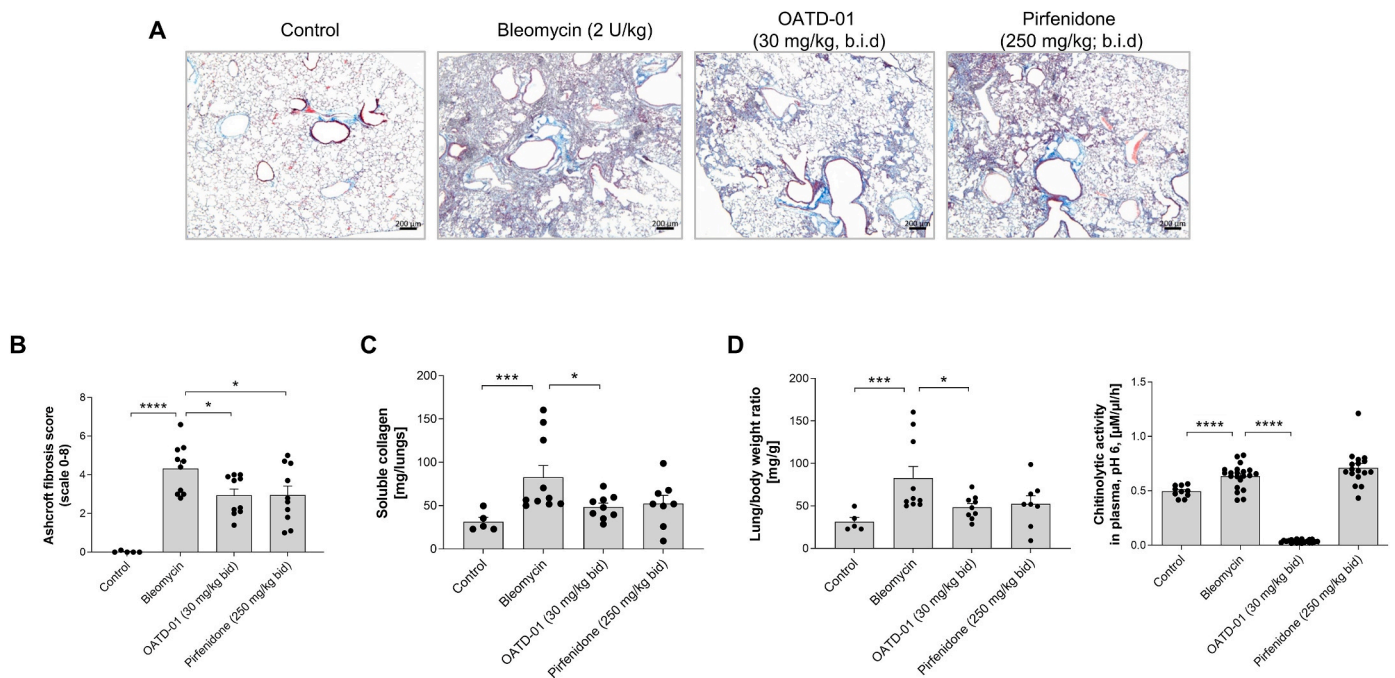 A
Control
Bleomycin (2 U/kg)
OATD-01
(30 mg/kg, b.i.d)
Pirfenidone
(250 mg/kg; b.i.d)
200 µm
200 µm
200 µm
200 µm
B
Ashcroft fibrosis score
(scale 0-8)
8
6
4
2
0
****
*
*
Control
Bleomycin
OATD-01 (30 mg/kg bid)
Pirfenidone (250 mg/kg bid)
C
Soluble collagen
[mg/lungs]
200
150
100
50
0
***
*
Control
Bleomycin
OATD-01 (30 mg/kg bid)
Pirfenidone (250 mg/kg bid)
D
Lung/body weight ratio
[mg/g]
200
150
100
50
0
***
*
Control
Bleomycin
OATD-01 (30 mg/kg bid)
Pirfenidone (250 mg/kg bid)
Chitinolytic activity
in plasma, pH 6, [µM/µl/h]
1.5
1.0
0.5
0.0
****
****
Control
Bleomycin
OATD-01 (30 mg/kg bid)
Pirfenidone (250 mg/kg bid)